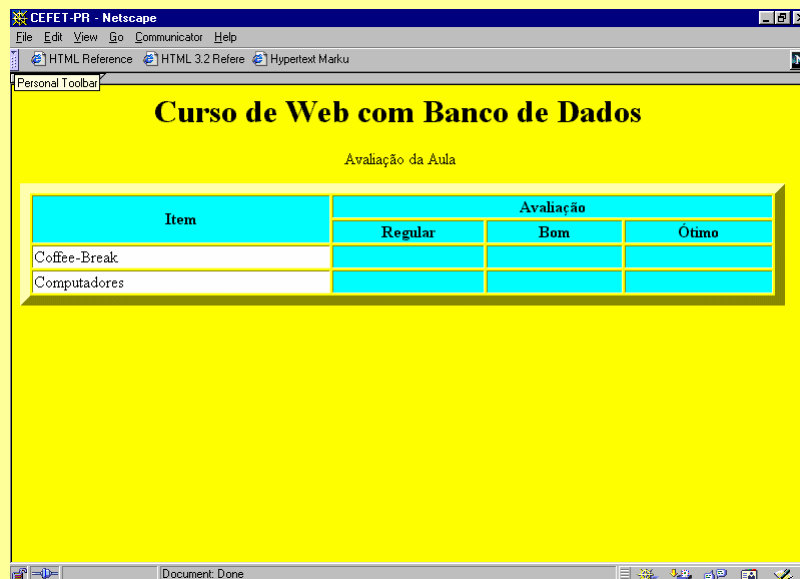 CEFET-PR - Netscape
File Edit View Go Communicator Help
HTML Reference HTML 3.2 Refere Hypertext Marku
Personal Toolbar
Curso de Web com Banco de Dados
Avaliação da Aula
Item Avaliação
Regular Bom Ótimo
Coffee-Break
Computadores
Document: Done